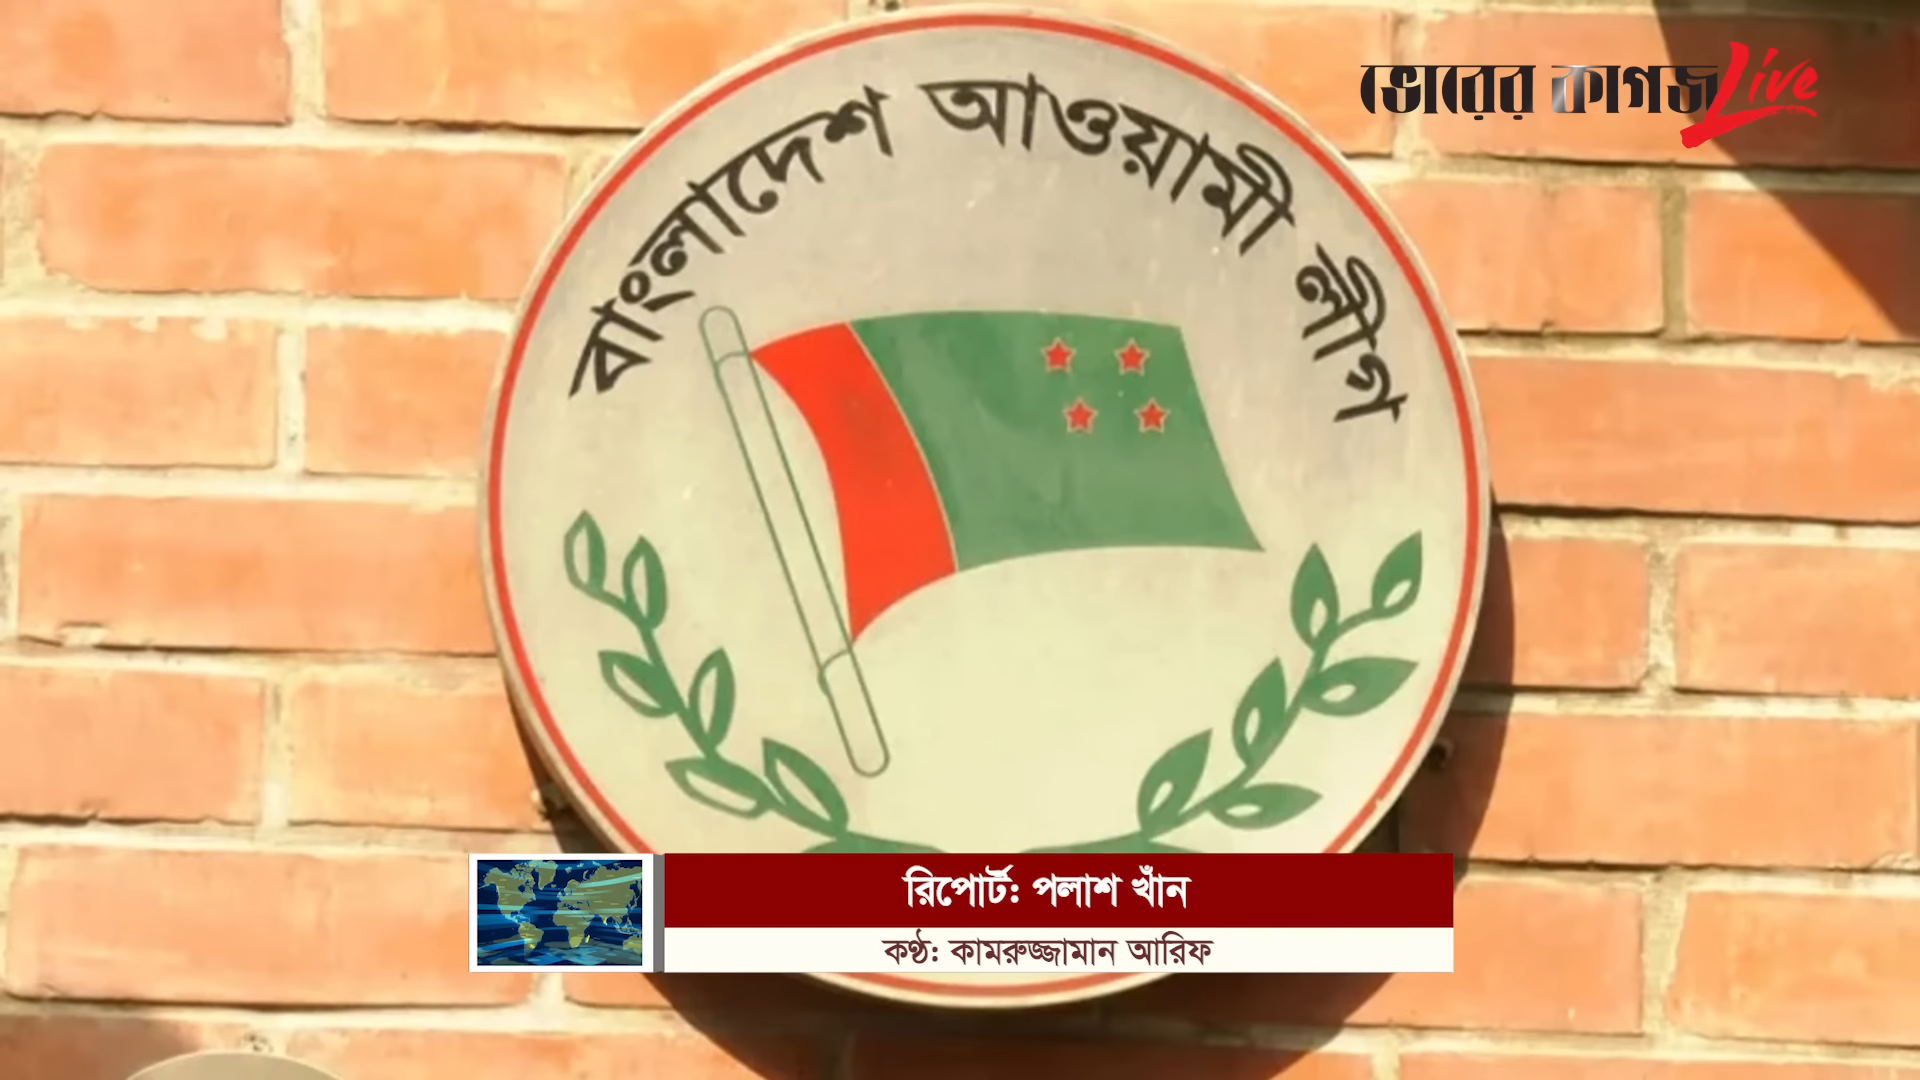 ভোরের কাগজ Live
বাংলাদেশ আওয়ামী লীগ
রিপোর্ট: পলাশ খাঁন
কণ্ঠ: কামরুজ্জামান আরিফ